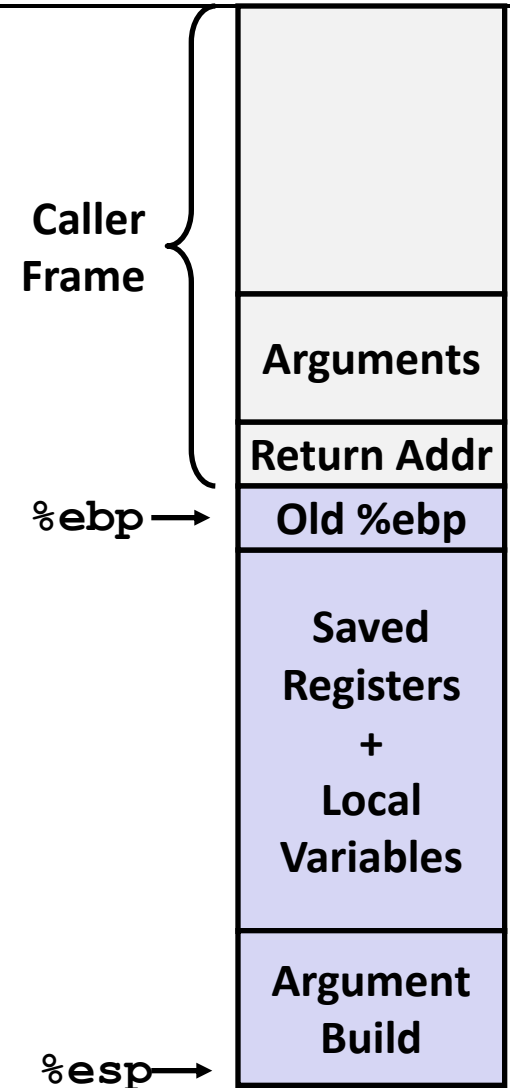 Caller
Frame
Arguments
Return Addr
%ebp
Old %ebp
Saved
Registers
+
Local
Variables
Argument
Build
%esp